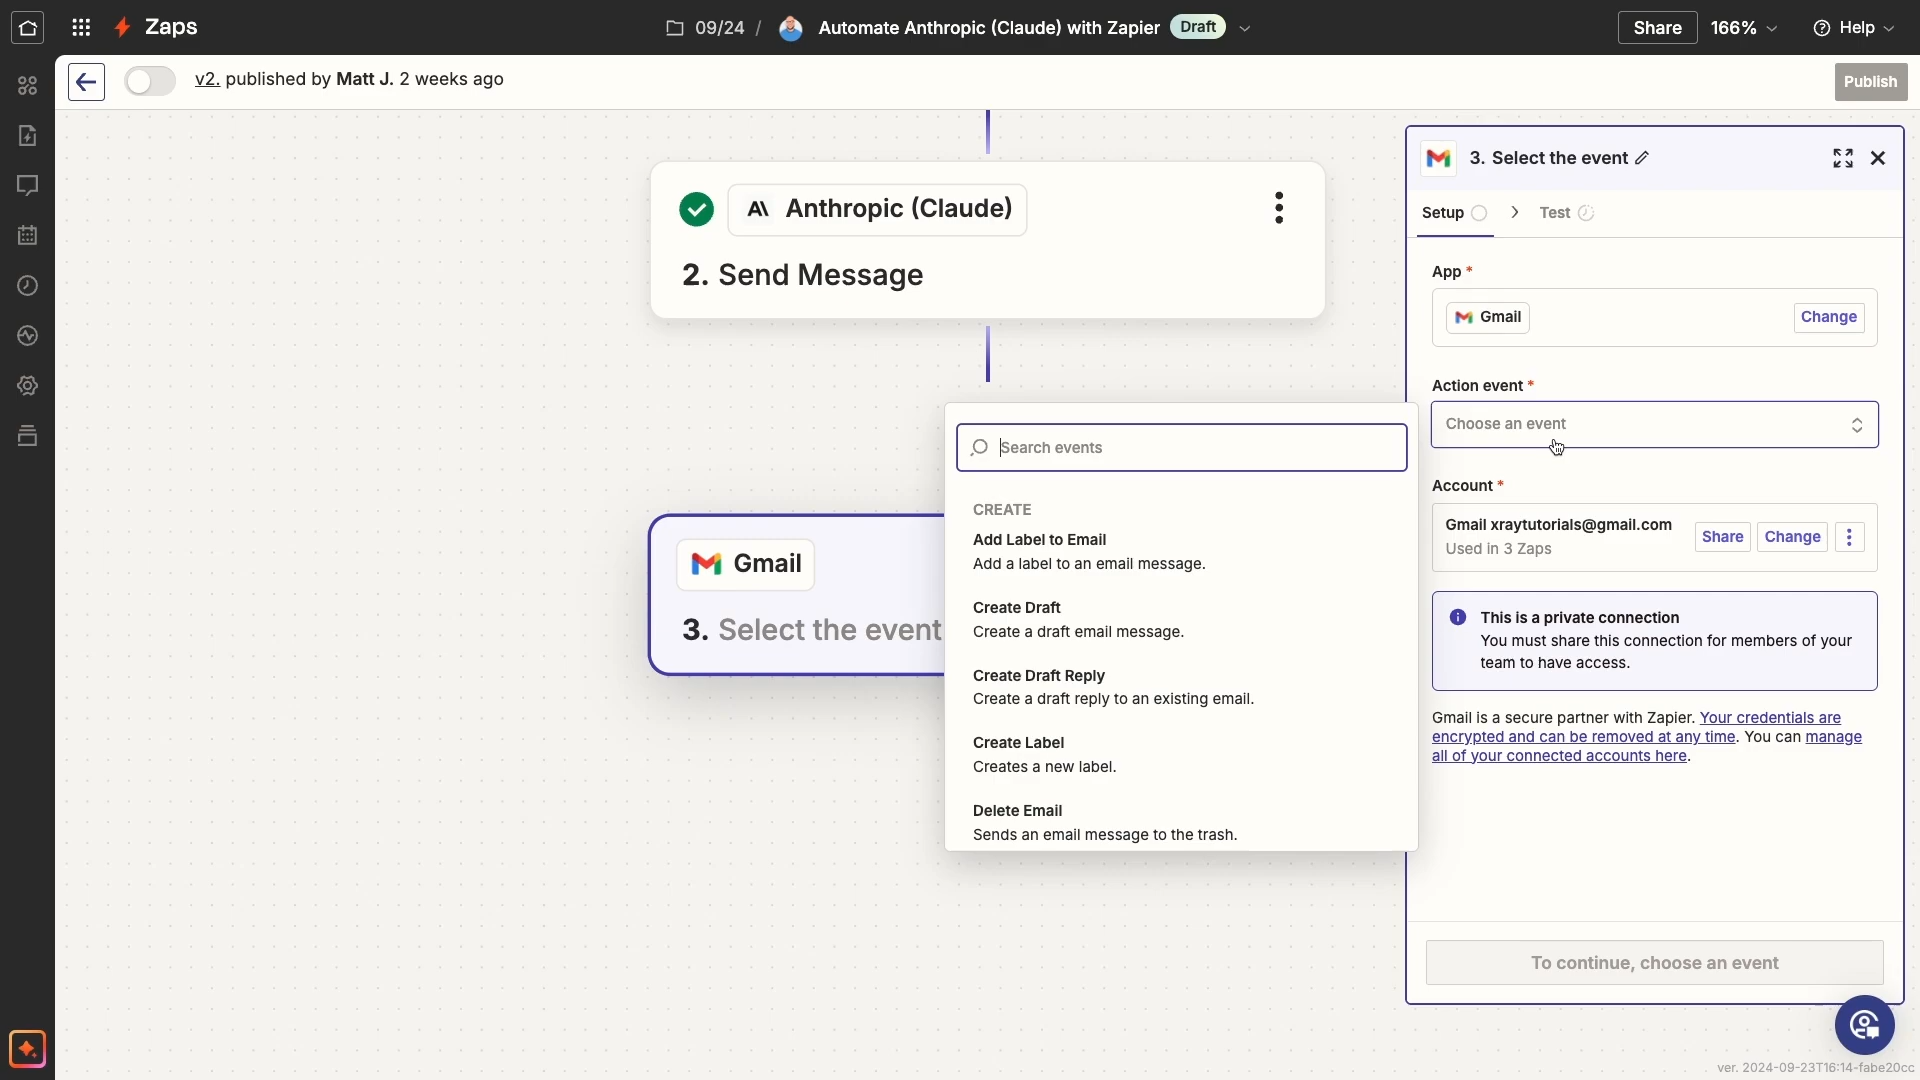 Zaps
09/24 / Automate Anthropic (Claude) with Zapier Draft
Share 166% Help
v2. published by Matt J. 2 weeks ago
Publish
Anthropic (Claude)
2. Send Message
Gmail
3. Select the event
Search events
CREATE
Add Label to Email
Add a label to an email message.
Create Draft
Create a draft email message.
Create Draft Reply
Create a draft reply to an existing email.
Create Label
Creates a new label.
Delete Email
Sends an email message to the trash.
3. Select the event
Setup Test
App *
Gmail Change
Action event *
Choose an event
Account *
Gmail xraytutorials@gmail.com
Used in 3 Zaps
Share Change
This is a private connection
You must share this connection for members of your
team to have access.
Gmail is a secure partner with Zapier. Your credentials are
encrypted and can be removed at any time. You can manage
all of your connected accounts here.
To continue, choose an event
ver. 2024-09-23T16:14-fabe20cc